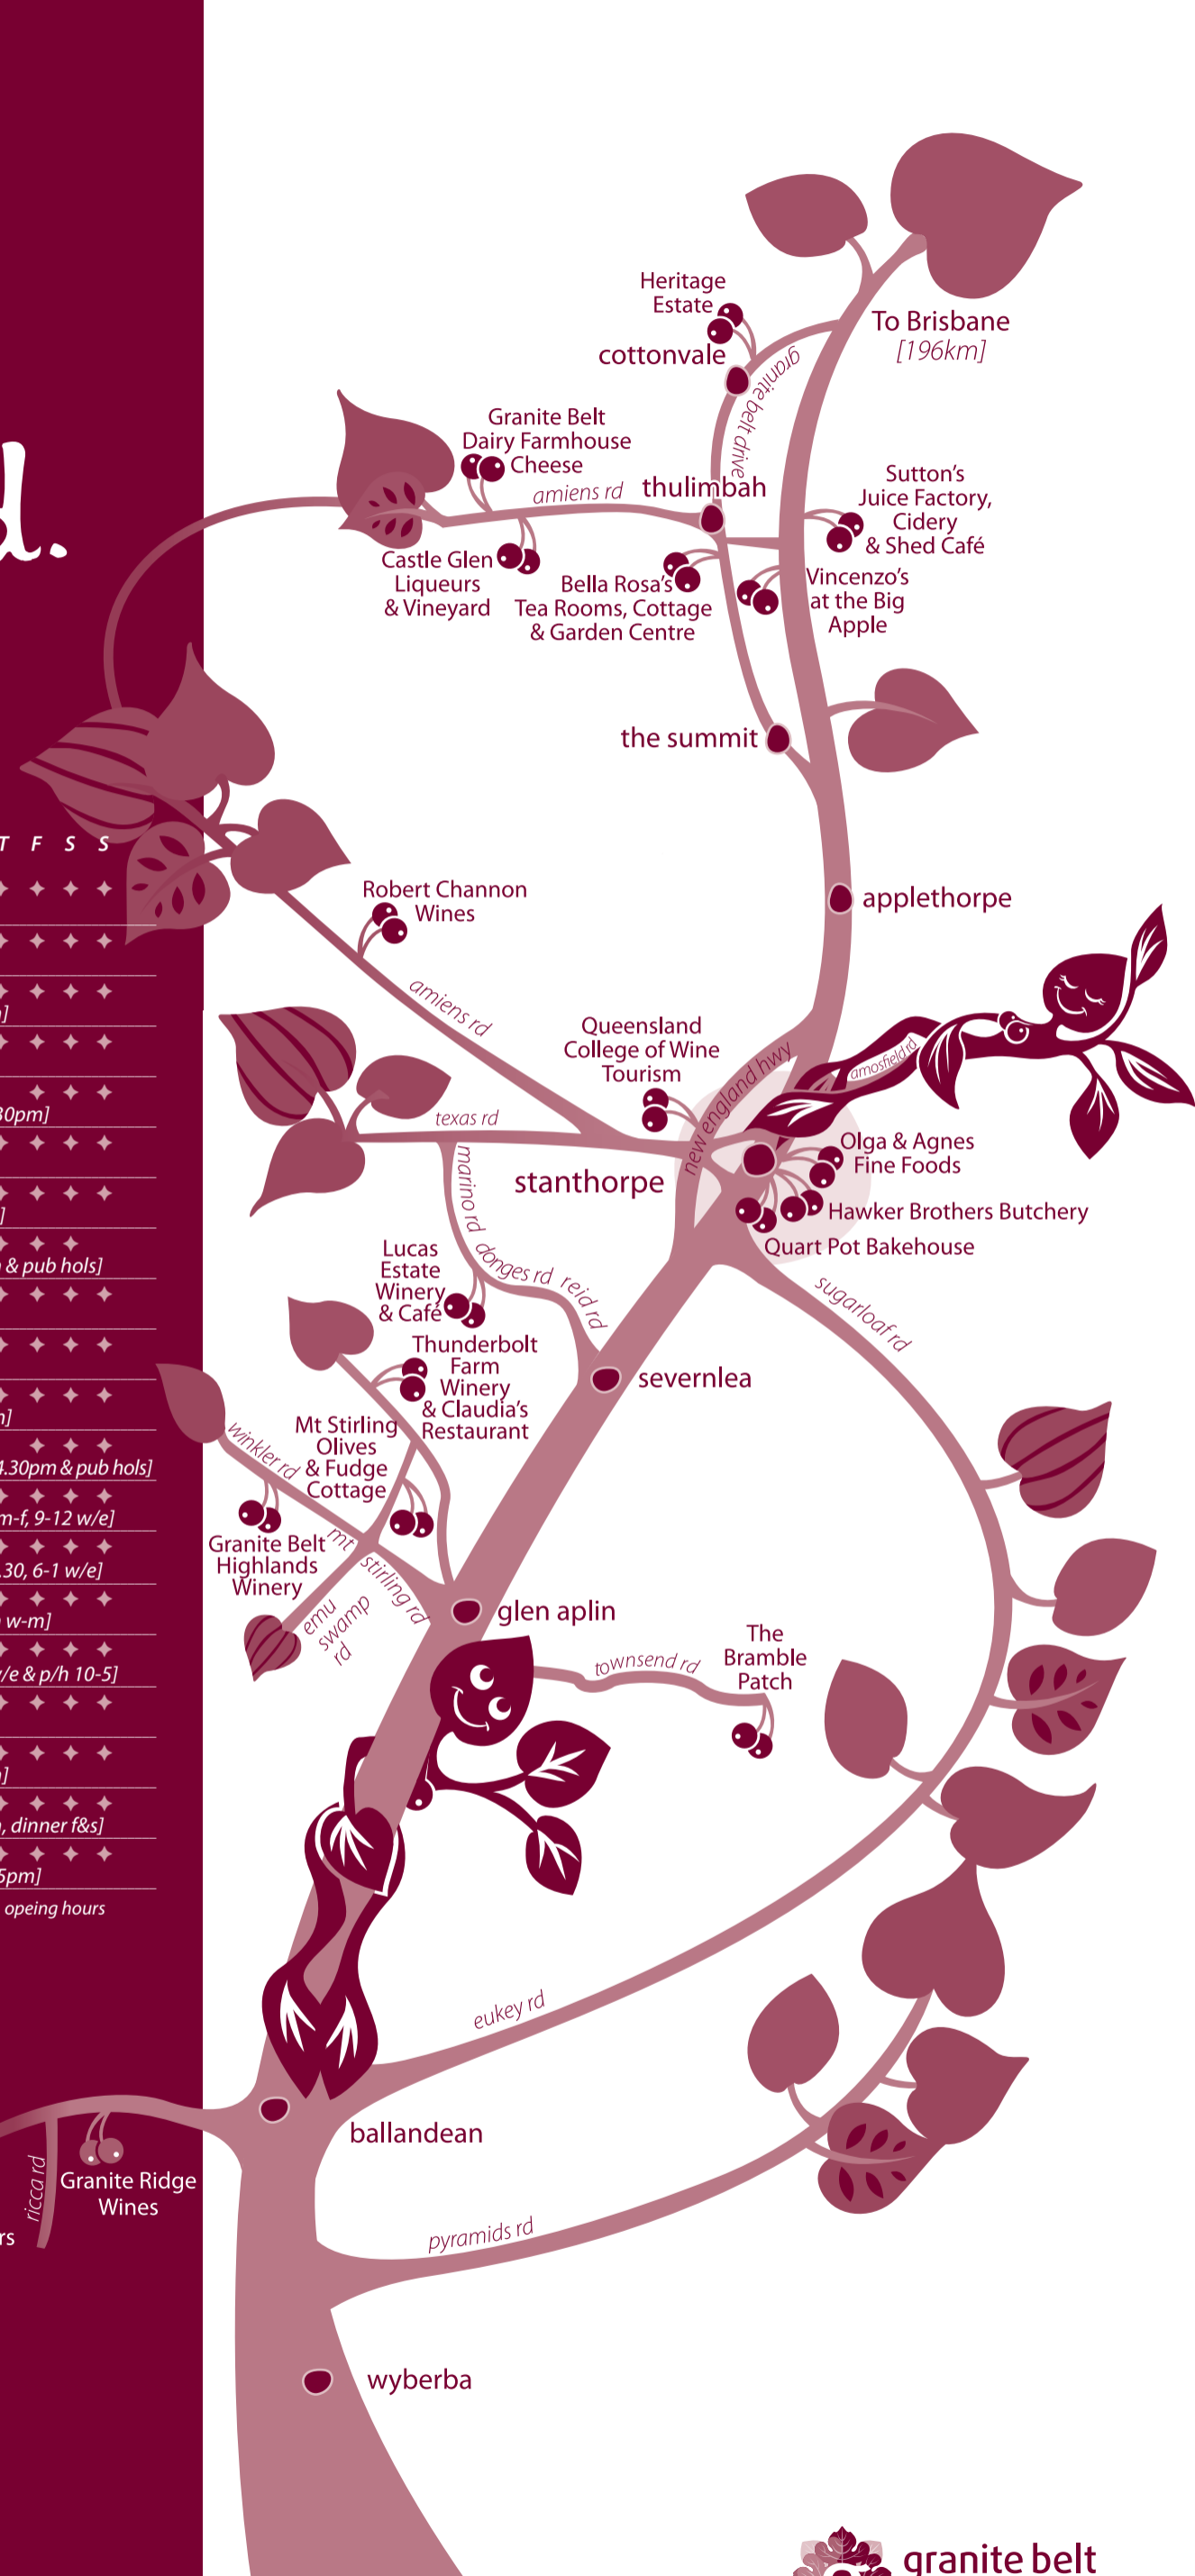 d.
T F S S
]
30pm]
]
& pub hols]
4.30pm & pub hols]
m-f, 9-12 w/e]
.30, 6-1 w/e]
w-m]
/e & p/h 10-5]
]
, dinner f&s]
5pm]
opeing hours
To Brisbane
[196km]
Heritage
Estate
cottonvale
granite belt drive
Granite Belt
Dairy Farmhouse
Cheese
amiens rd
thulimbah
Sutton’s
Juice Factory,
Cidery
& Shed Café
Castle Glen
Liqueurs
& Vineyard
Bella Rosa’s
Tea Rooms, Cottage
& Garden Centre
Vincenzo’s
at the Big
Apple
the summit
applethorpe
Robert Channon
Wines
amiens rd
Queensland
College of Wine
Tourism
new england hwy
amosfield rd
texas rd
stanthorpe
Olga & Agnes
Fine Foods
Hawker Brothers Butchery
Quart Pot Bakehouse
marino rd
donges rd
reid rd
Lucas
Estate
Winery
& Café
sugarloaf rd
Thunderbolt
Farm
Winery
& Claudia’s
Restaurant
severnlea
Mt Stirling
Olives
& Fudge
Cottage
winkler rd
Granite Belt
Highlands
Winery
mt stirling rd
emu
swamp
rd
glen aplin
townsend rd
The
Bramble
Patch
eukey rd
ballandean
ricca rd
Granite Ridge
Wines
rs
pyramids rd
wyberba
granite belt